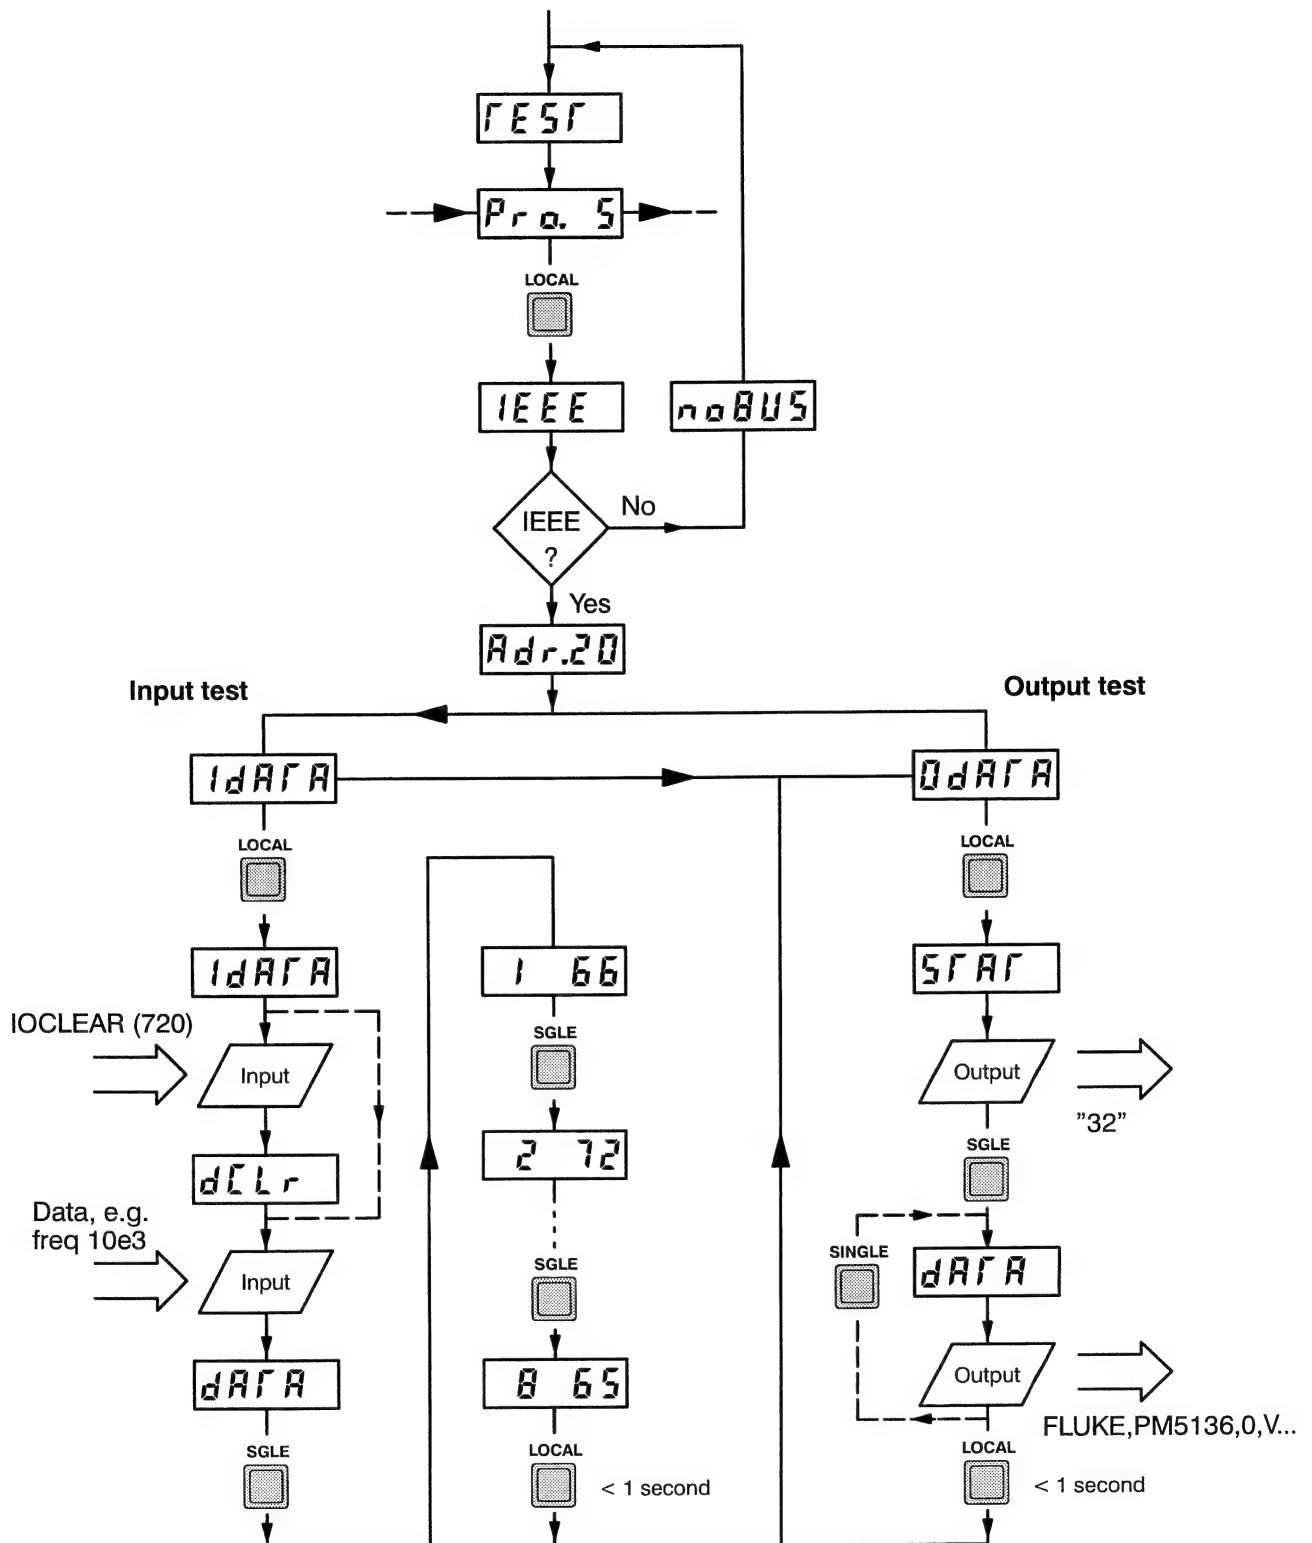 TEST
Pro. S
LOCAL
IEEE
noBUS
IEEE
?
No
Yes
Adr.20
Input test
Output test
IdATA
OdATA
LOCAL
LOCAL
IdATA
1 66
STAT
IOCLEAR (720)
SGLE
Input
Output
"32"
2 72
SGLE
dCLr
Data, e.g.
freq 10e3
SGLE
SINGLE
dATA
Input
dATA
8 65
Output
FLUKE,PM5136,0,V...
SGLE
LOCAL
< 1 second
LOCAL
< 1 second